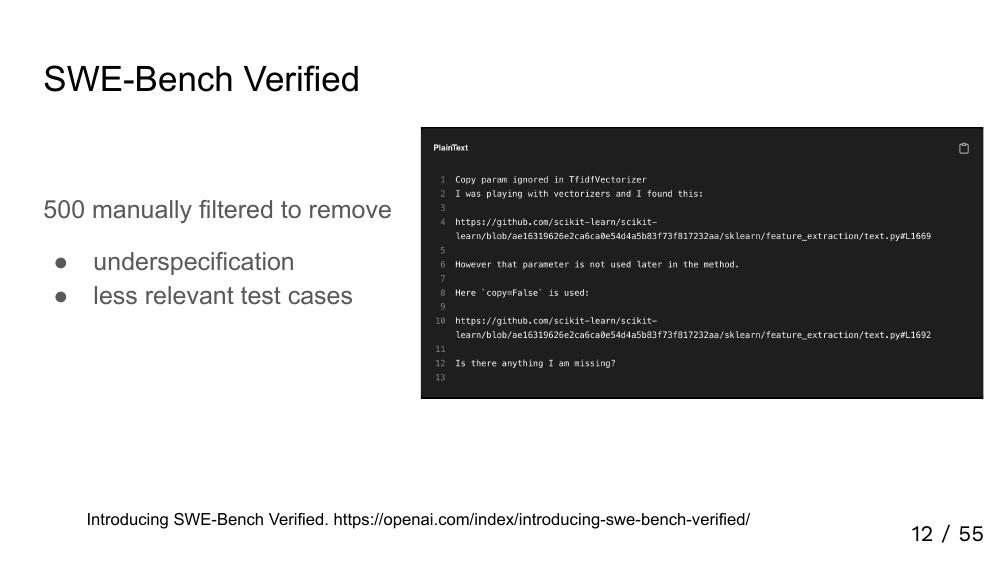 SWE-Bench Verified
500 manually filtered to remove
● underspecification
● less relevant test cases
PlainText
1 Copy param ignored in TfidfVectorizer
2 I was playing with vectorizers and I found this:
3
4 https://github.com/scikit-learn/scikit-
learn/blob/ae16319626e2ca6ca0e54d4a5b83f73f817232aa/sklearn/feature_extraction/text.py#L1669
5
6 However that parameter is not used later in the method.
7
8 Here `copy=False` is used:
9
10 https://github.com/scikit-learn/scikit-
learn/blob/ae16319626e2ca6ca0e54d4a5b83f73f817232aa/sklearn/feature_extraction/text.py#L1692
11
12 Is there anything I am missing?
13
Introducing SWE-Bench Verified. https://openai.com/index/introducing-swe-bench-verified/
12 / 55